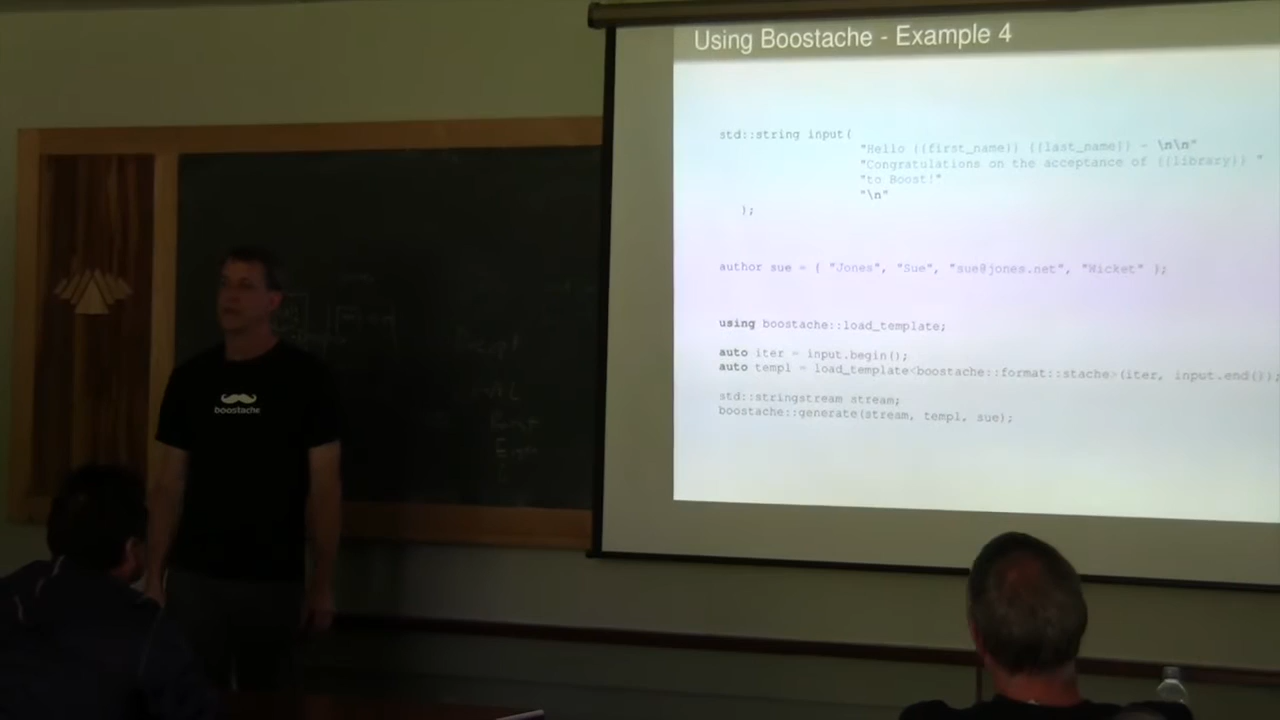 Using Boostache - Example 4
std::string input(
"Hello {{first_name}} {{last_name}} - \n\n"
"Congratulations on the acceptance of {{library}} "
"to Boost!"
"\n"
);
author sue = { "Jones", "Sue", "sue@jones.net", "Wicket" };
using boostache::load_template;
auto iter = input.begin();
auto templ = load_template<boostache::format::stache>(iter, input.end());
std::stringstream stream;
boostache::generate(stream, templ, sue);
boostache